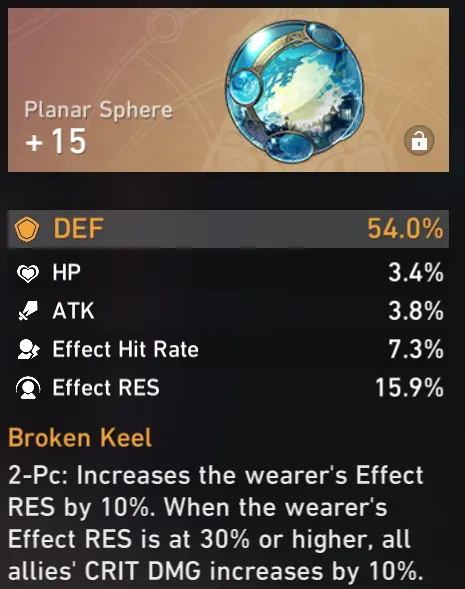 Planar Sphere
+ 15
DEF 54.0%
HP 3.4%
ATK 3.8%
Effect Hit Rate 7.3%
Effect RES 15.9%
Broken Keel
2-Pc: Increases the wearer's Effect
RES by 10%. When the wearer's
Effect RES is at 30% or higher, all
allies' CRIT DMG increases by 10%.